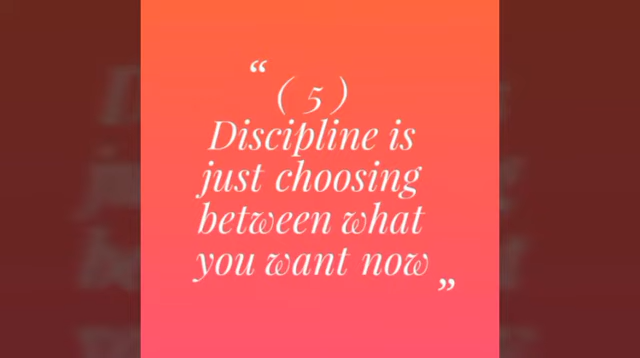 “
( 5 )
Discipline is
just choosing
between what
you want now
”